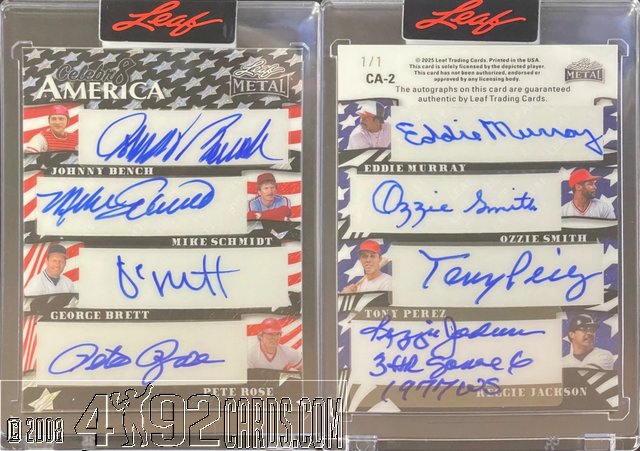 Leaf
Celebr8
AMERICA
Leaf
METAL
Johnny Bench
JOHNNY BENCH
Mike Schmidt
MIKE SCHMIDT
G Brett
GEORGE BRETT
Pete Rose
PETE ROSE
Leaf
1/1
CA-2
© 2025 Leaf Trading Cards. Printed in the USA.
This card is solely licensed by the depicted player.
This card has not been authorized, endorsed or
approved by any licensing body.
The autographs on this card are guaranteed
authentic by Leaf Trading Cards.
Leaf
METAL
Eddie Murray
EDDIE MURRAY
Ozzie Smith
OZZIE SMITH
Tony Perez
TONY PEREZ
Reggie Jackson
3 HR Game 6
1977 WS
REGGIE JACKSON
© 2008 4192CARDS.COM